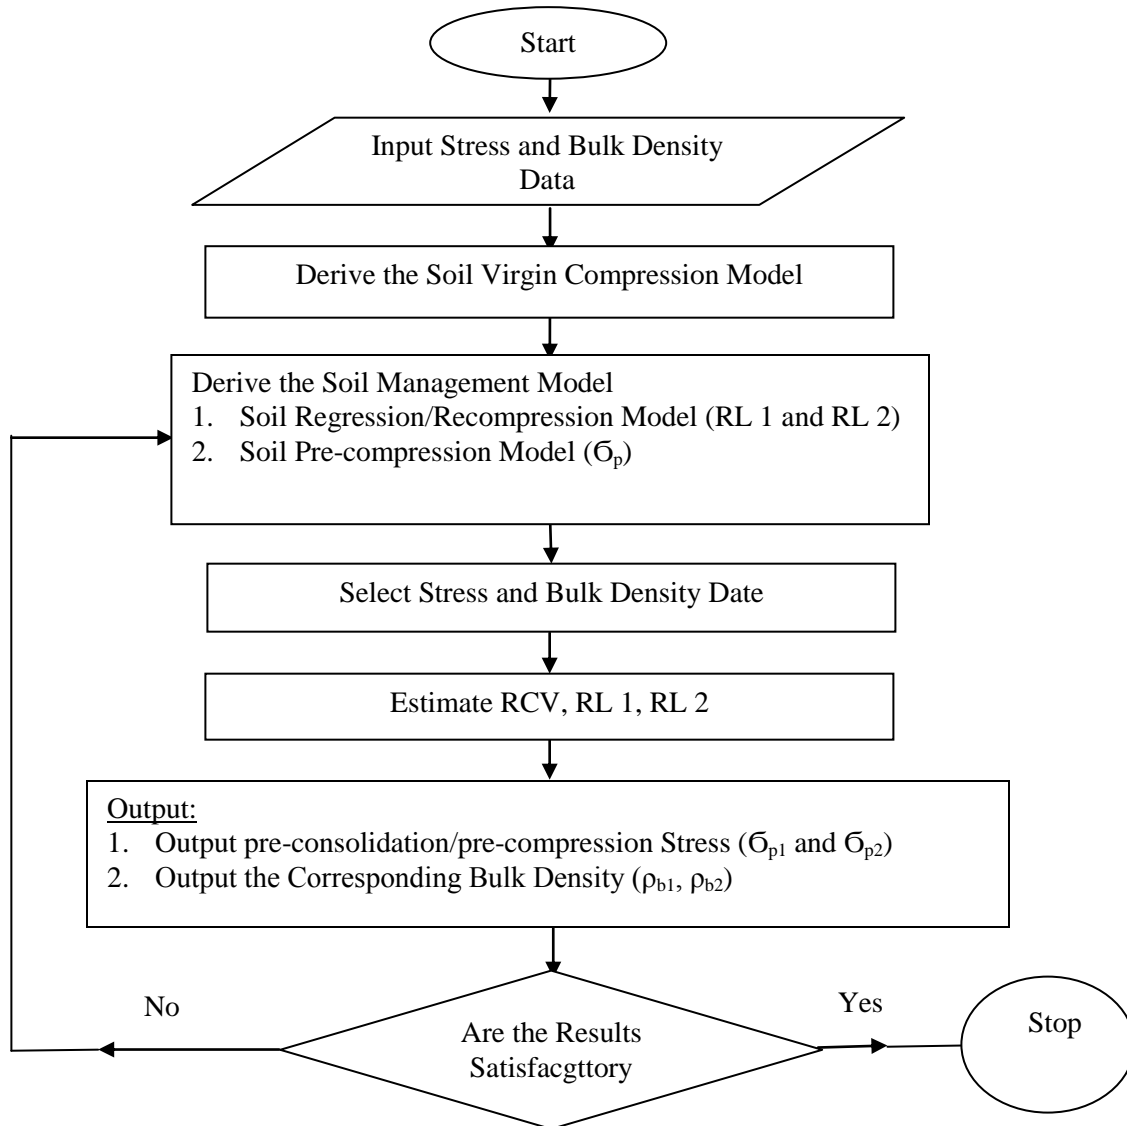 Start
Input Stress and Bulk Density
Data
Derive the Soil Virgin Compression Model
Derive the Soil Management Model
1. Soil Regression/Recompression Model (RL 1 and RL 2)
2. Soil Pre-compression Model (Ϭp)
Select Stress and Bulk Density Date
Estimate RCV, RL 1, RL 2
Output:
1. Output pre-consolidation/pre-compression Stress (Ϭp1 and Ϭp2)
2. Output the Corresponding Bulk Density (ρb1, ρb2)
No
Yes
Are the Results
Satisfacgttory
Stop